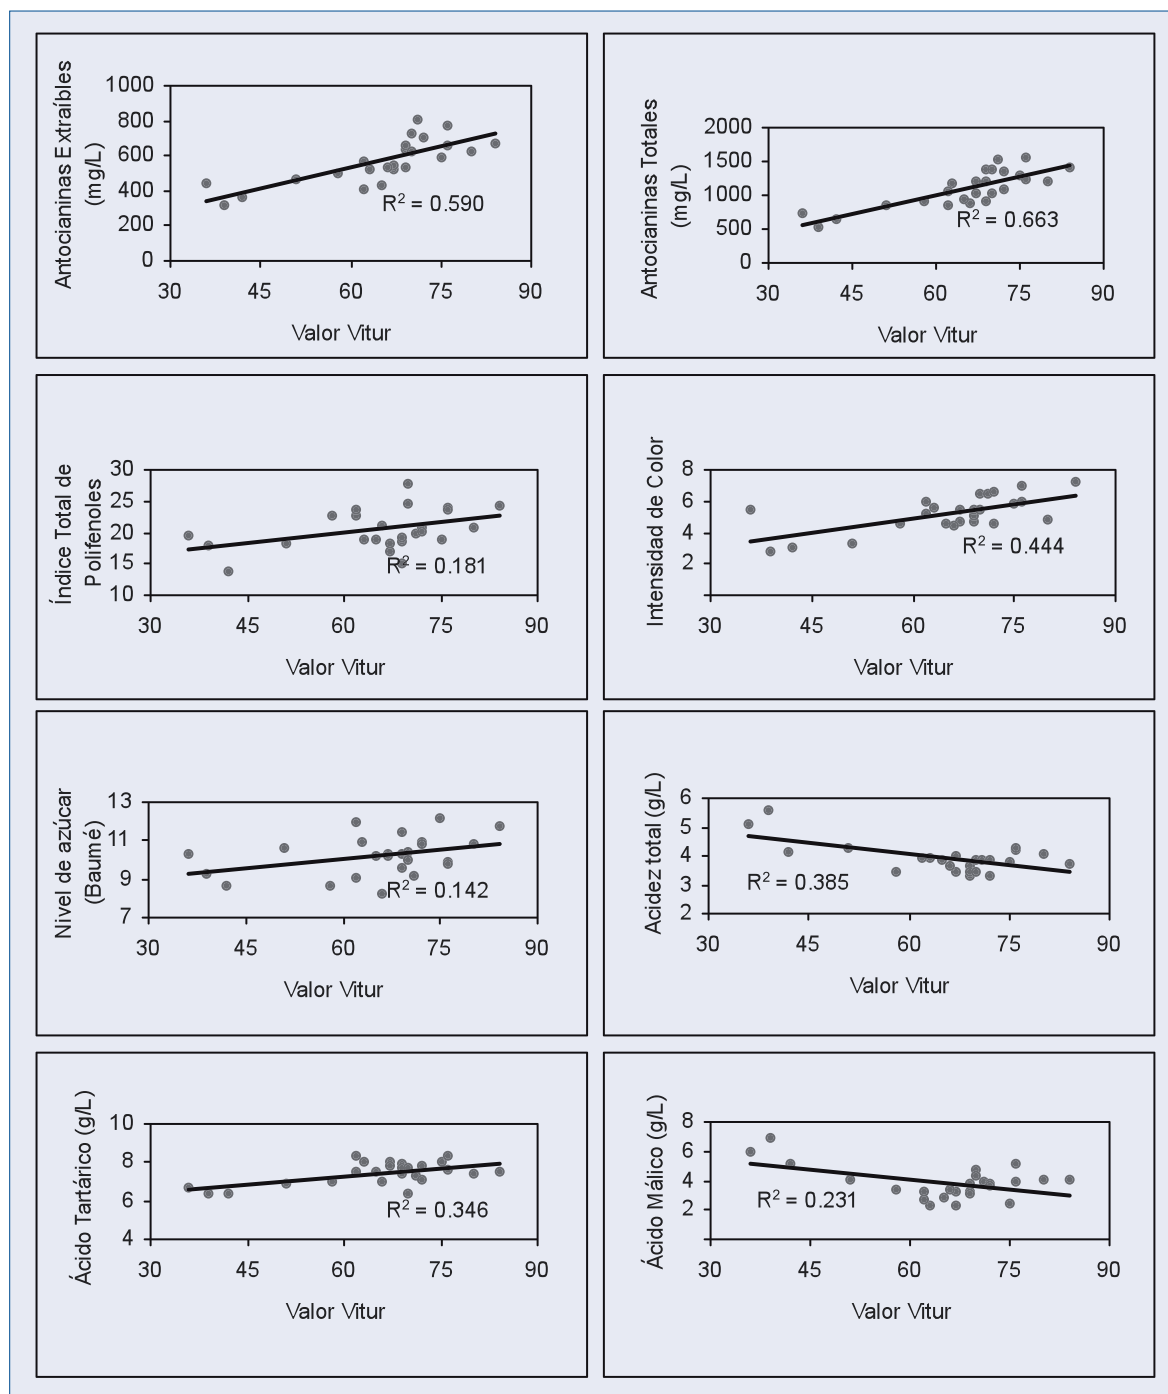 Antocianinas Extraíbles
(mg/L)
1000
800
600
400
200
0
R² = 0.590
30 45 60 75 90
Valor Vitur
Antocianinas Totales
(mg/L)
2000
1500
1000
500
0
R² = 0.663
30 45 60 75 90
Valor Vitur
Índice Total de
Polifenoles
30
25
20
15
10
R² = 0.181
30 45 60 75 90
Valor Vitur
Intensidad de Color
8
6
4
2
R² = 0.444
30 45 60 75 90
Valor Vitur
Nivel de azúcar
(Baumé)
13
11
9
7
R² = 0.142
30 45 60 75 90
Valor Vitur
Acidez total (g/L)
6
5
4
3
2
R² = 0.385
30 45 60 75 90
Valor Vitur
Ácido Tartárico (g/L)
10
8
6
4
R² = 0.346
30 45 60 75 90
Valor Vitur
Ácido Málico (g/L)
8
6
4
2
R² = 0.231
30 45 60 75 90
Valor Vitur